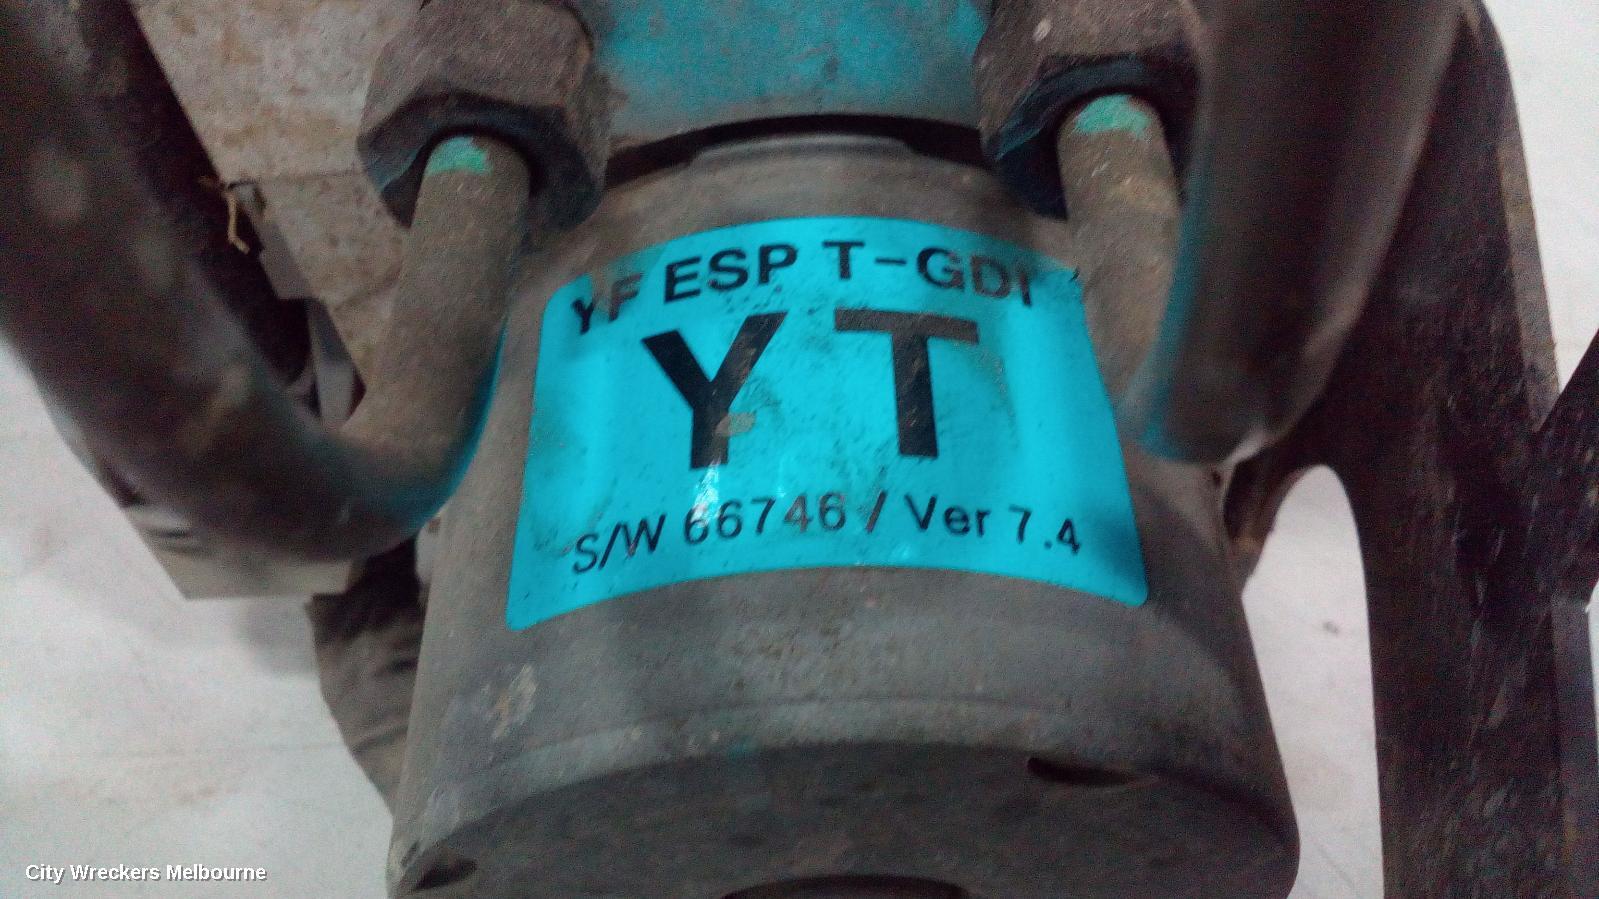 YF ESP T-GDI
YT
S/W 66746 / Ver 7.4
City Wreckers Melbourne